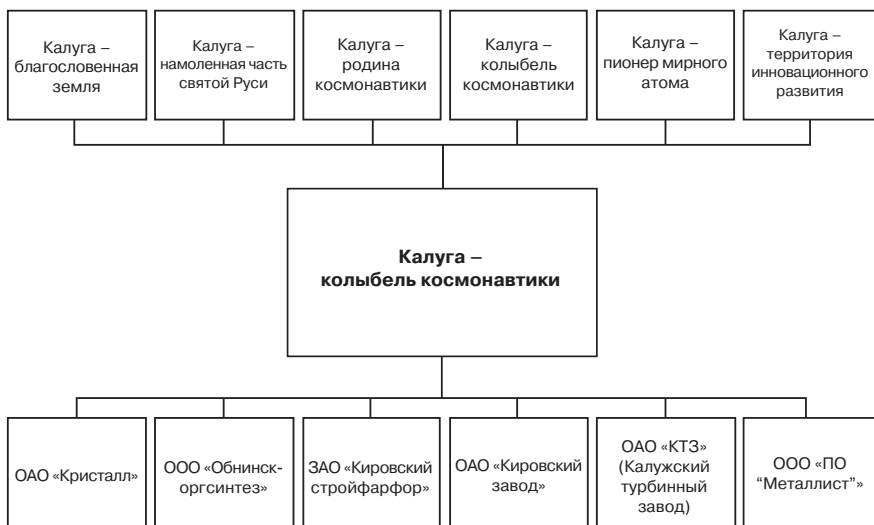 Калуга –
благословенная
земля
Калуга –
намоленная часть
святой Руси
Калуга –
родина
космонавтики
Калуга –
колыбель
космонавтики
Калуга –
пионер мирного
атома
Калуга –
территория
инновационного
развития
Калуга –
колыбель космонавтики
ОАО «Кристалл»
ООО «Обнинск-
оргсинтез»
ЗАО «Кировский
стройфарфор»
ОАО «Кировский
завод»
ОАО «КТЗ»
(Калужский
турбинный
завод)
ООО «ПО
“Металлист”»